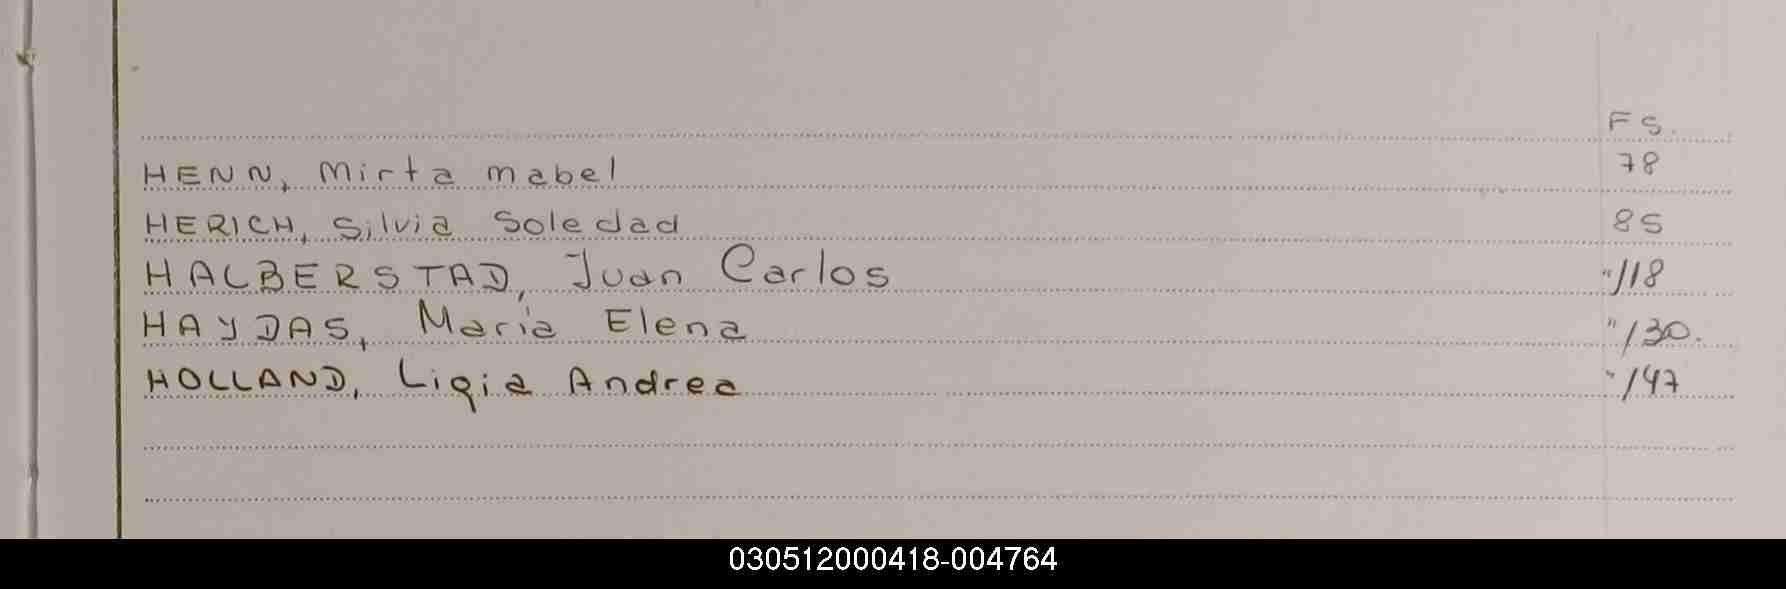 FS.
HENN, Mirta Mabel 78
HERICH, Silvia Soledad 85
HALBERSTAD, Juan Carlos "118
HAYDAS, María Elena "130.
HOLLAND, Ligia Andrea "147
030512000418-004764